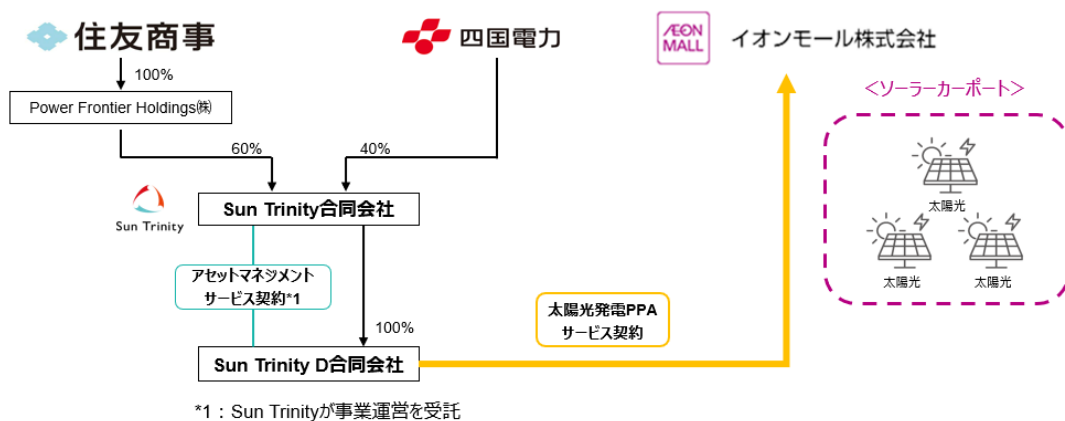 住友商事
四国電力
ÆON
MALL
イオンモール株式会社
100%
Power Frontier Holdings㈱
<ソーラーカーポート>
60%
40%
太陽光
Sun Trinity
Sun Trinity合同会社
太陽光
太陽光
アセットマネジメント
サービス契約*1
太陽光発電PPA
サービス契約
100%
Sun Trinity D合同会社
*1：Sun Trinityが事業運営を受託